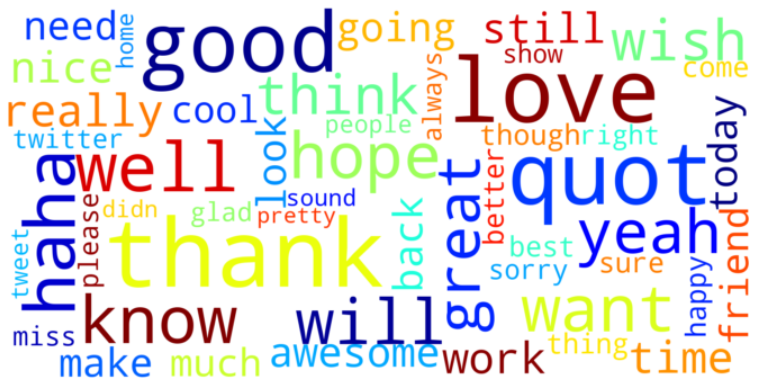 need
home
good
going
still
wish
nice
show
come
think
always
love
really
cool
twitter
people
though
right
today
look
hope
well
haha
quot
great
better
please
didn
glad
sound
pretty
back
thank
yeah
best
sorry
sure
tweet
friend
happy
know
will
want
miss
make
much
awesome
work
thing
time